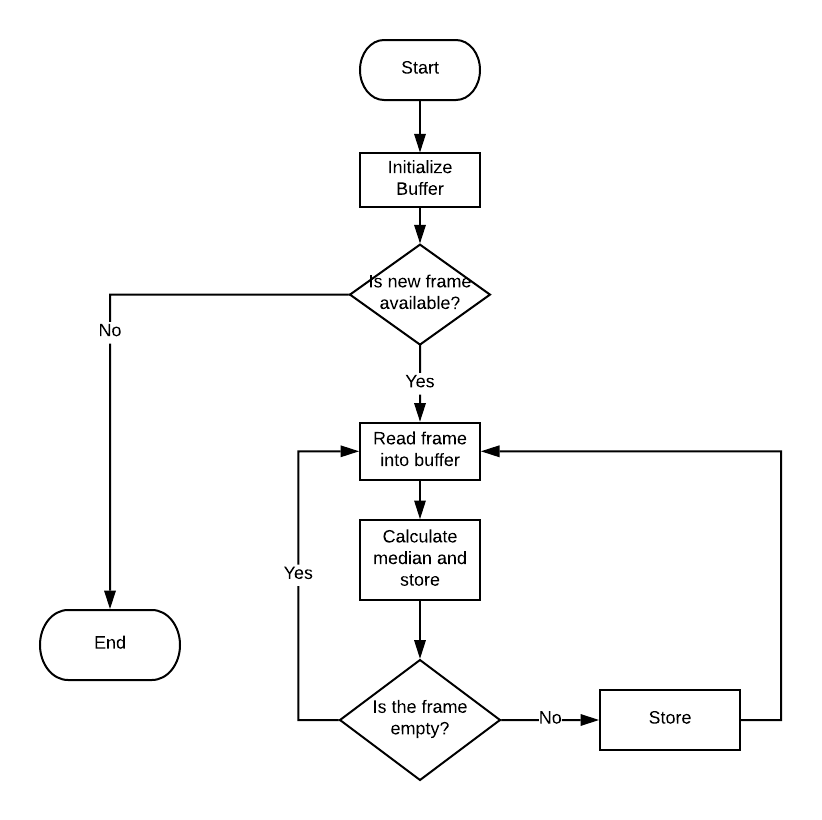 Start
Initialize
Buffer
Is new frame
available?
No
Yes
Read frame
into buffer
Calculate
median and
store
Yes
End
Is the frame
empty?
No
Store